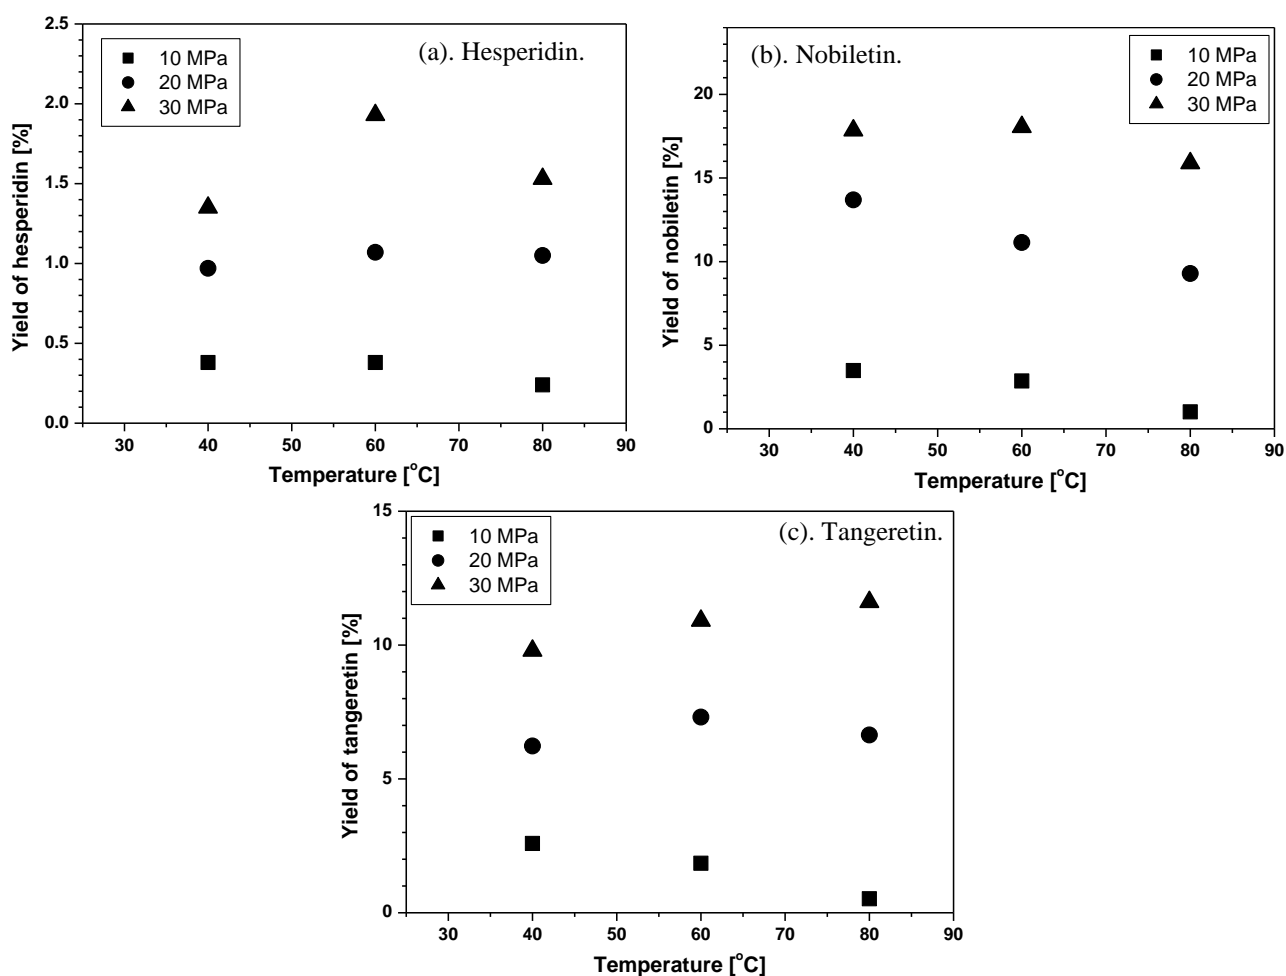 2.5
2.0
1.5
1.0
0.5
0.0
Yield of hesperidin [%]
10 MPa
20 MPa
30 MPa
(a). Hesperidin.
30 40 50 60 70 80 90
Temperature [°C]
20
15
10
5
0
Yield of nobiletin [%]
(b). Nobiletin.
10 MPa
20 MPa
30 MPa
30 40 50 60 70 80 90
Temperature [°C]
15
10
5
0
Yield of tangeretin [%]
10 MPa
20 MPa
30 MPa
(c). Tangeretin.
30 40 50 60 70 80 90
Temperature [°C]